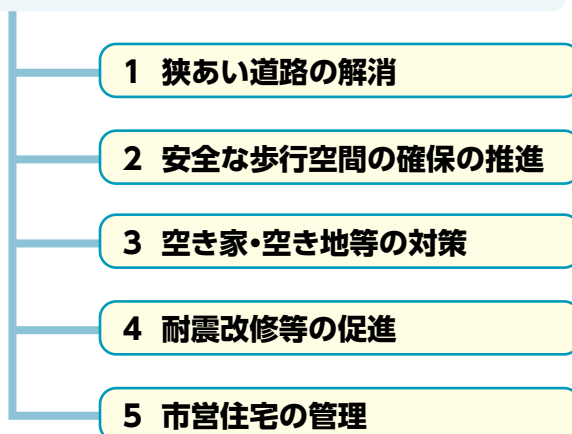 1 狭あい道路の解消
2 安全な歩行空間の確保の推進
3 空き家・空き地等の対策
4 耐震改修等の促進
5 市営住宅の管理